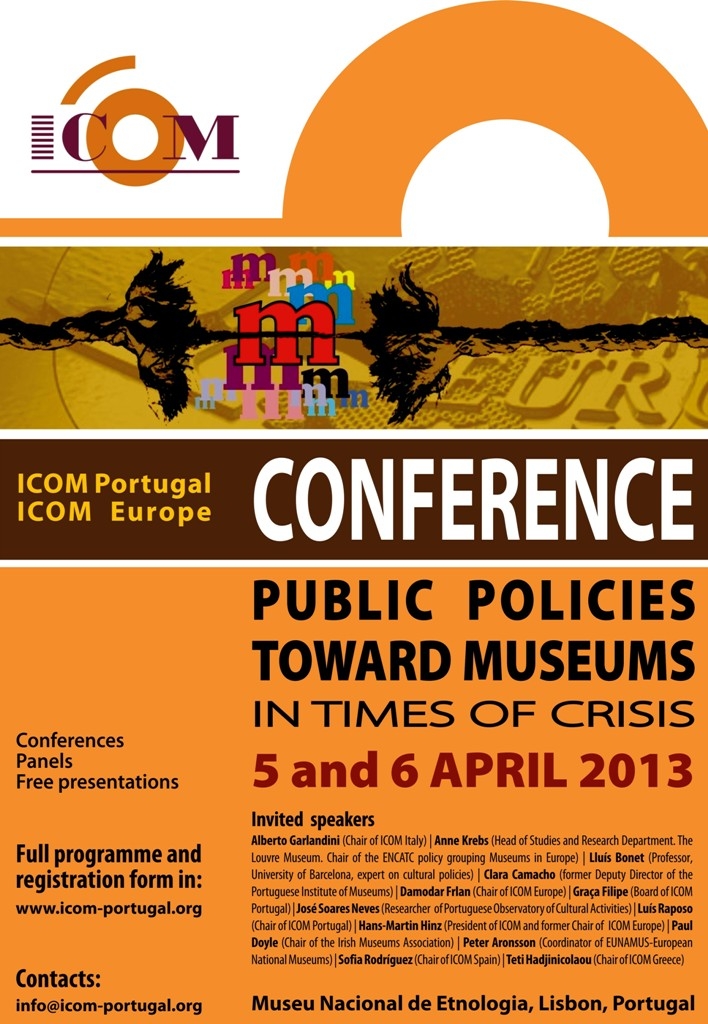 ICOM
m m m m m m m m m m m m m m
EURO
ICOM Portugal
ICOM Europe
CONFERENCE
PUBLIC POLICIES
TOWARD MUSEUMS
IN TIMES OF CRISIS
5 and 6 APRIL 2013
Conferences
Panels
Free presentations
Full programme and
registration form in:
www.icom-portugal.org
Contacts:
info@icom-portugal.org
Invited speakers
Alberto Garlandini (Chair of ICOM Italy) | Anne Krebs (Head of Studies and Research Department. The
Louvre Museum. Chair of the ENCATC policy grouping Museums in Europe) | Lluís Bonet (Professor,
University of Barcelona, expert on cultural policies) | Clara Camacho (former Deputy Director of the
Portuguese Institute of Museums) | Damodar Frlan (Chair of ICOM Europe) | Graça Filipe (Board of ICOM
Portugal) | José Soares Neves (Researcher of Portuguese Observatory of Cultural Activities) | Luís Raposo
(Chair of ICOM Portugal) | Hans-Martin Hinz (President of ICOM and former Chair of ICOM Europe) | Paul
Doyle (Chair of the Irish Museums Association) | Peter Aronsson (Coordinator of EUNAMUS-European
National Museums) | Sofia Rodríguez (Chair of ICOM Spain) | Teti Hadjinicolaou (Chair of ICOM Greece)
Museu Nacional de Etnologia, Lisbon, Portugal